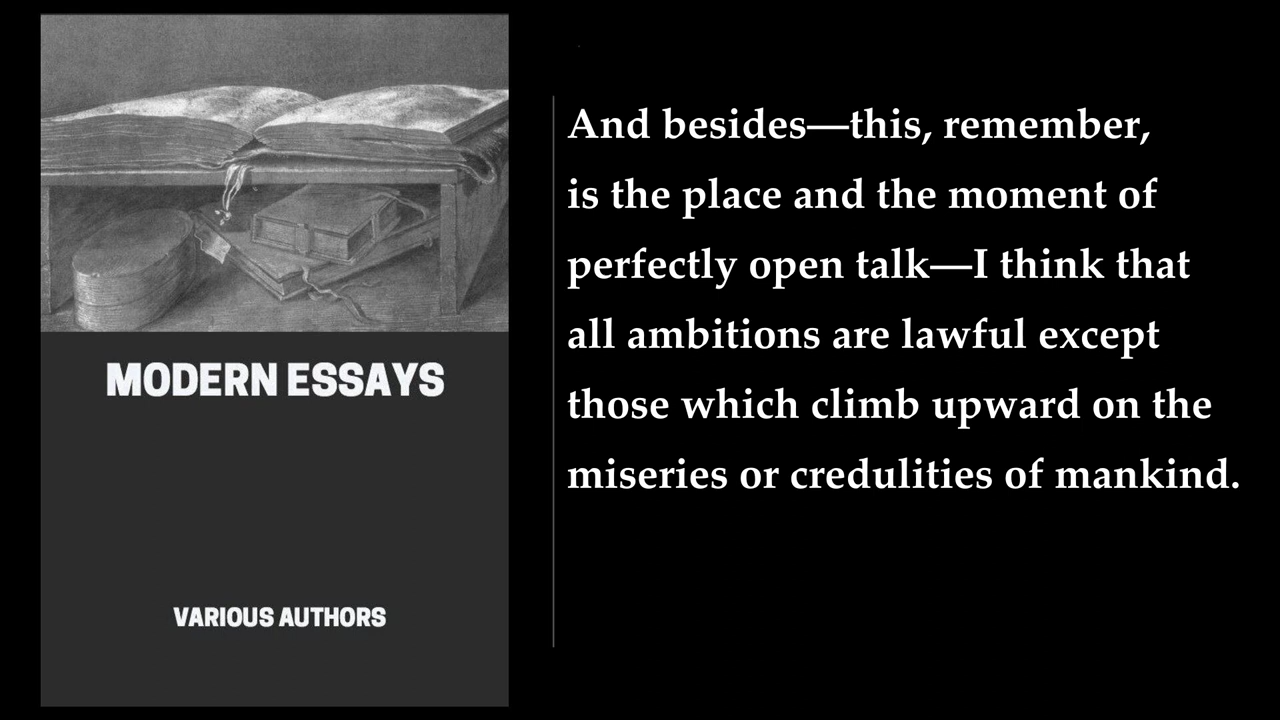 MODERN ESSAYS
VARIOUS AUTHORS
And besides—this, remember,
is the place and the moment of
perfectly open talk—I think that
all ambitions are lawful except
those which climb upward on the
miseries or credulities of mankind.